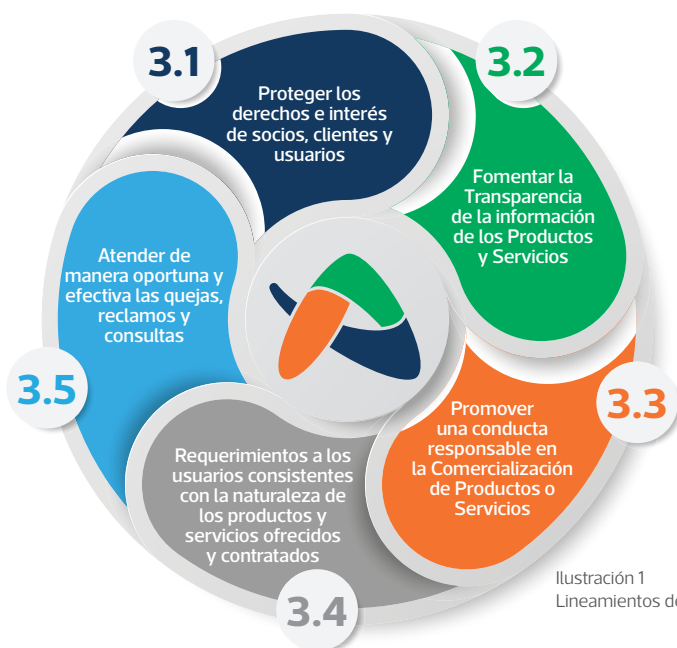 3.1
Proteger los
derechos e interés
de socios, clientes y
usuarios
3.2
Fomentar la
Transparencia
de la información
de los Productos
y Servicios
3.3
Promover
una conducta
responsable en
la Comercialización
de Productos o
Servicios
3.4
Requerimientos a los
usuarios consistentes
con la naturaleza de
los productos y
servicios ofrecidos
y contratados
3.5
Atender de
manera oportuna y
efectiva las quejas,
reclamos y
consultas
Ilustración 1
Lineamientos de